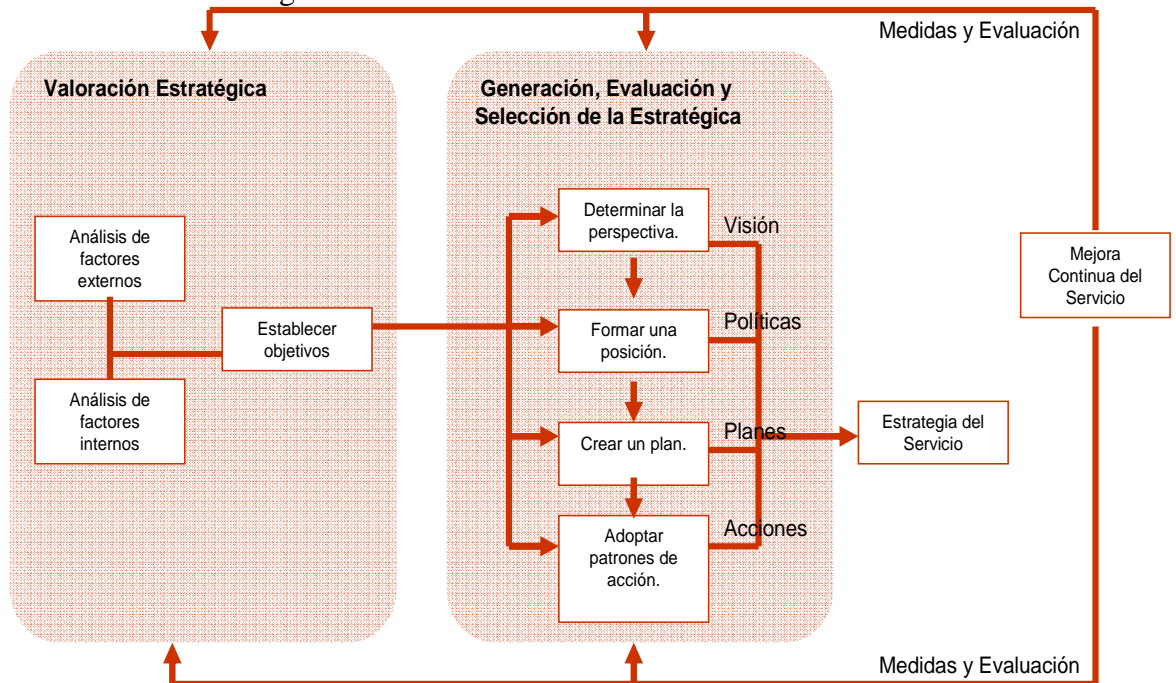 Medidas y Evaluación
Valoración Estratégica
Generación, Evaluación y
Selección de la Estratégica
Análisis de
factores
externos
Establecer
objetivos
Análisis de
factores
internos
Determinar la
perspectiva.
Visión
Formar una
posición.
Políticas
Crear un plan.
Planes
Adoptar
patrones de
acción.
Acciones
Estrategia del
Servicio
Mejora
Continua del
Servicio
Medidas y Evaluación